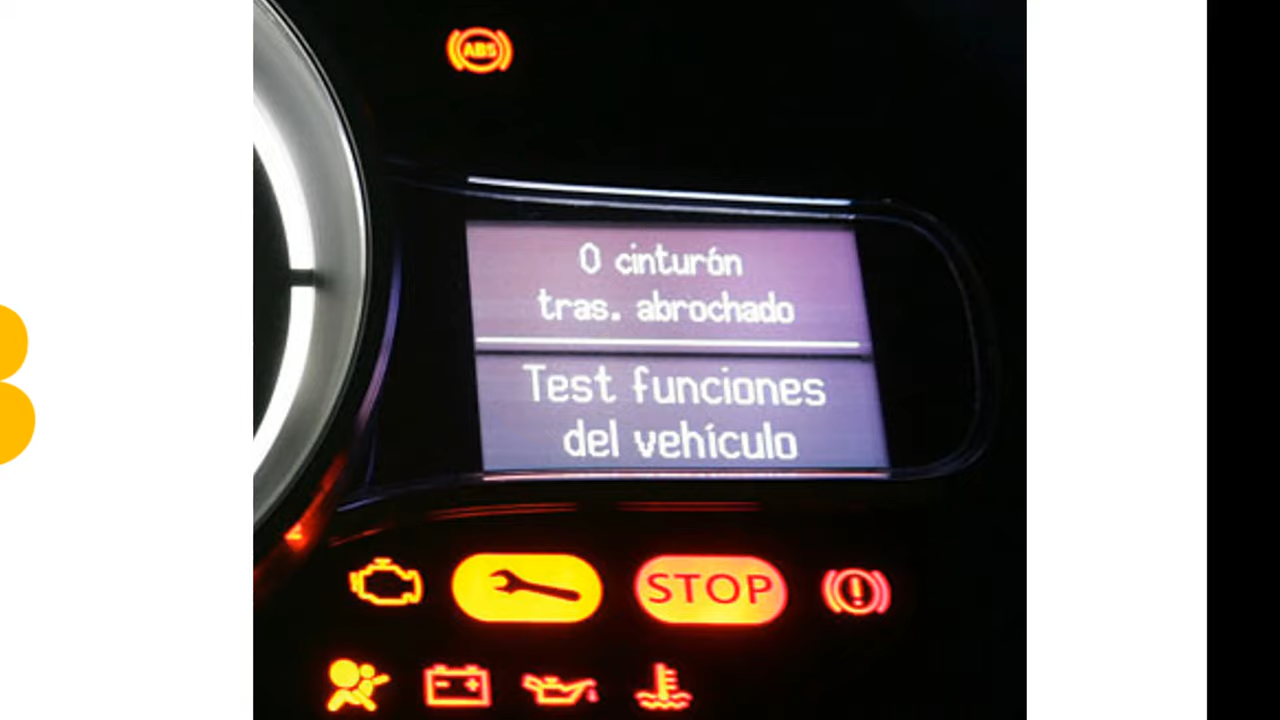 ABS
0 cinturón
tras. abrochado
Test funciones
del vehículo
STOP